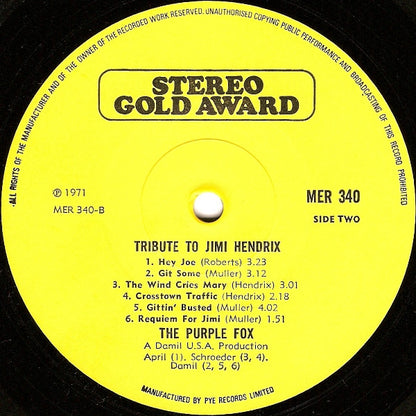 ALL RIGHTS OF THE MANUFACTURER AND OF THE OWNER OF THE RECORDED WORK RESERVED. UNAUTHORISED COPYING PUBLIC PERFORMANCE AND BROADCASTING OF THIS RECORD PROHIBITED
STEREO
GOLD AWARD
℗ 1971
MER 340-B
MER 340
SIDE TWO
TRIBUTE TO JIMI HENDRIX
1. Hey Joe (Roberts) 3.23
2. Git Some (Muller) 3.12
3. The Wind Cries Mary (Hendrix) 3.01
4. Crosstown Traffic (Hendrix) 2.18
5. Gittin' Busted (Muller) 4.02
6. Requiem For Jimi (Muller) 1.51
THE PURPLE FOX
A Damil U.S.A. Production
April (1). Schroeder (3, 4).
Damil (2, 5, 6)
MANUFACTURED BY PYE RECORDS LIMITED